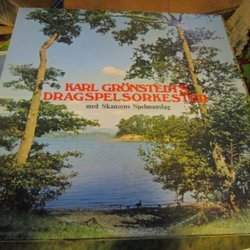 KARL GRÖNSTEDTS
DRAGSPELSORKESTER
med Skansens Spelmanslag